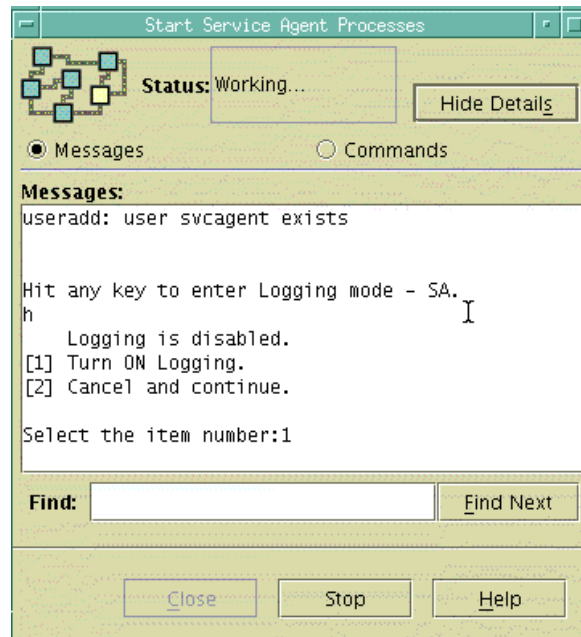 Start Service Agent Processes
Status: Working...
Hide Details
Messages
Commands
Messages:
useradd: user svcagent exists
Hit any key to enter Logging mode - SA.
h
Logging is disabled.
[1] Turn ON Logging.
[2] Cancel and continue.
Select the item number:1
Find:
Find Next
Close
Stop
Help